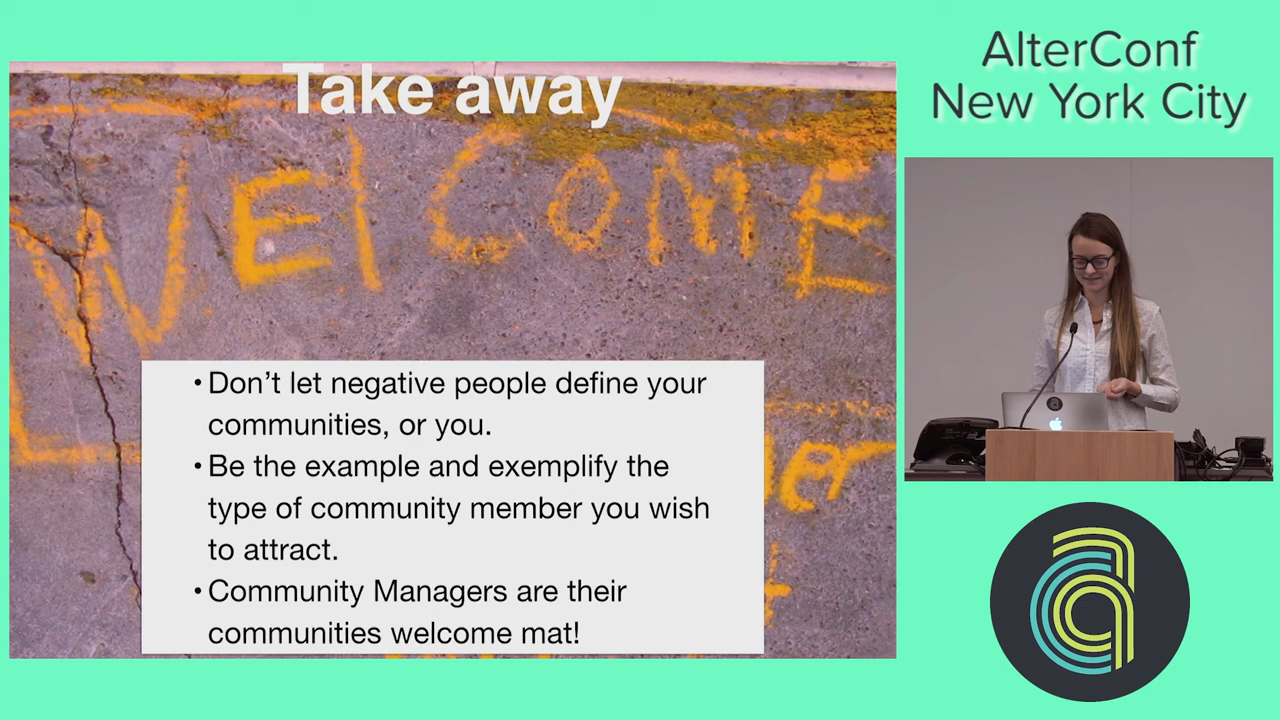 Take away
WElCOME
• Don't let negative people define your
communities, or you.
• Be the example and exemplify the
type of community member you wish
to attract.
• Community Managers are their
communities welcome mat!
AlterConf
New York City